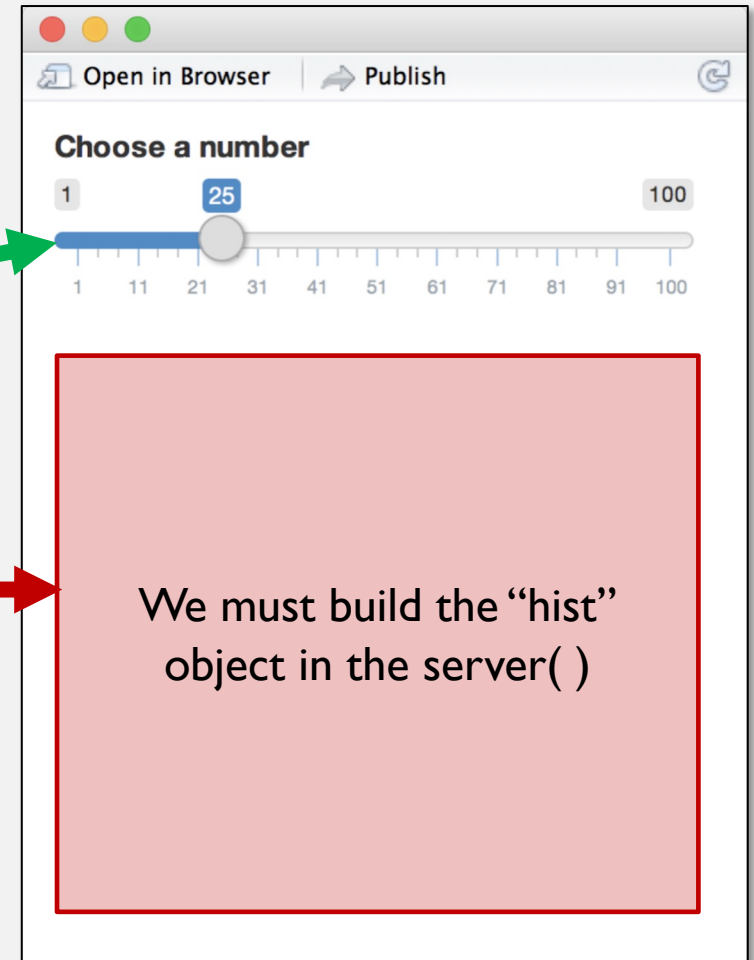 Open in Browser Publish
Choose a number
1 25 100
1 11 21 31 41 51 61 71 81 91 100
We must build the “hist”
object in the server( )